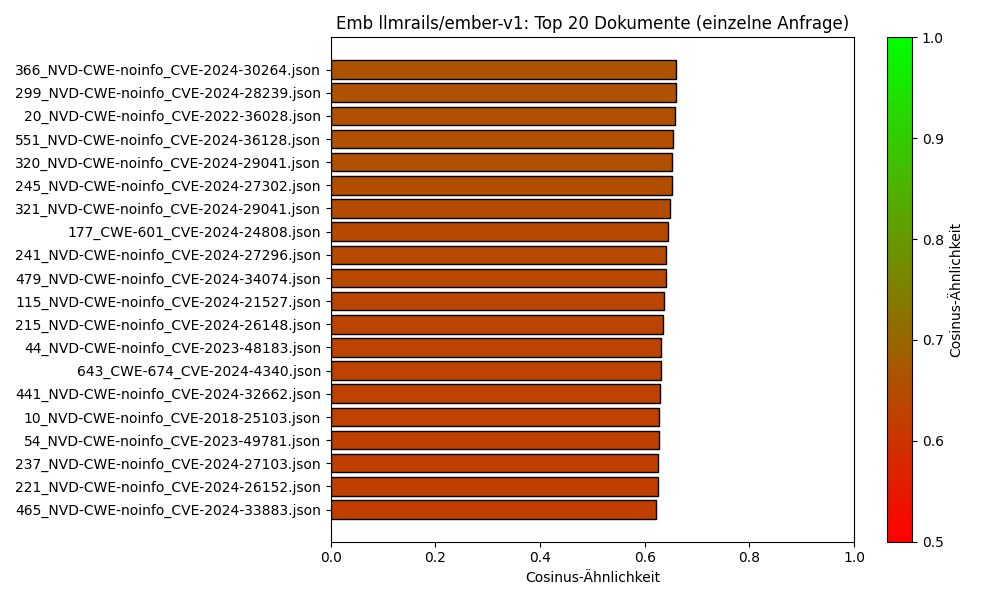 Emb llmrails/ember-v1: Top 20 Dokumente (einzelne Anfrage)
366_NVD-CWE-noinfo_CVE-2024-30264.json
299_NVD-CWE-noinfo_CVE-2024-28239.json
20_NVD-CWE-noinfo_CVE-2022-36028.json
551_NVD-CWE-noinfo_CVE-2024-36128.json
320_NVD-CWE-noinfo_CVE-2024-29041.json
245_NVD-CWE-noinfo_CVE-2024-27302.json
321_NVD-CWE-noinfo_CVE-2024-29041.json
177_CWE-601_CVE-2024-24808.json
241_NVD-CWE-noinfo_CVE-2024-27296.json
479_NVD-CWE-noinfo_CVE-2024-34074.json
115_NVD-CWE-noinfo_CVE-2024-21527.json
215_NVD-CWE-noinfo_CVE-2024-26148.json
44_NVD-CWE-noinfo_CVE-2023-48183.json
643_CWE-674_CVE-2024-4340.json
441_NVD-CWE-noinfo_CVE-2024-32662.json
10_NVD-CWE-noinfo_CVE-2018-25103.json
54_NVD-CWE-noinfo_CVE-2023-49781.json
237_NVD-CWE-noinfo_CVE-2024-27103.json
221_NVD-CWE-noinfo_CVE-2024-26152.json
465_NVD-CWE-noinfo_CVE-2024-33883.json
0.0 0.2 0.4 0.6 0.8 1.0
Cosinus-Ähnlichkeit
1.0
0.9
0.8
0.7
0.6
0.5
Cosinus-Ähnlichkeit